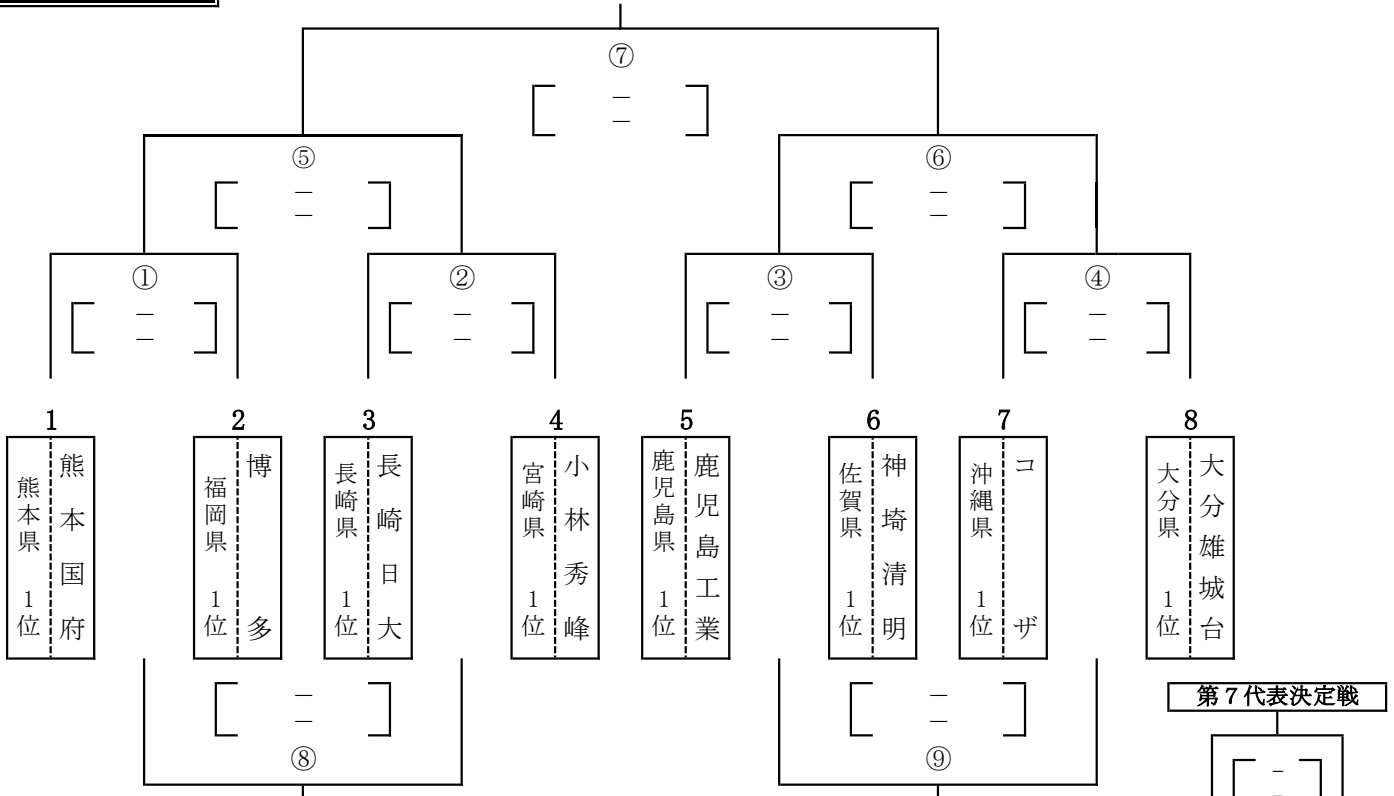 ⑦
－
－
⑤
⑥
－
－
－
－
①
②
③
④
－
－
－
－
－
－
－
－
1
2
3
4
5
6
7
8
熊本国府
熊本県 1位
博多
福岡県 1位
長崎日大
長崎県 1位
小林秀峰
宮崎県 1位
鹿児島工業
鹿児島県 1位
神埼清明
佐賀県 1位
コザ
沖縄県 1位
大分雄城台
大分県 1位
－
－
－
－
⑧
⑨
第７代表決定戦
－
－